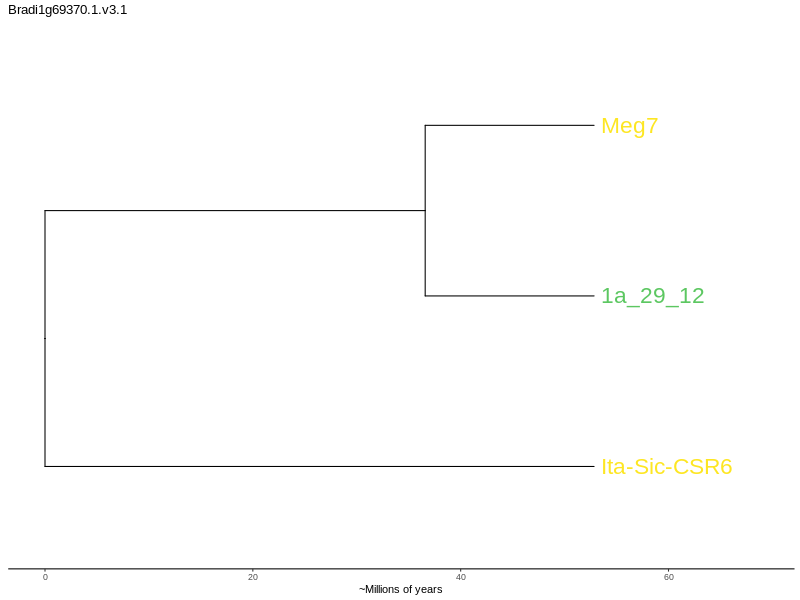 Bradi1g69370.1.v3.1
Meg7
1a_29_12
Ita-Sic-CSR6
0 20 40 60
~Millions of years